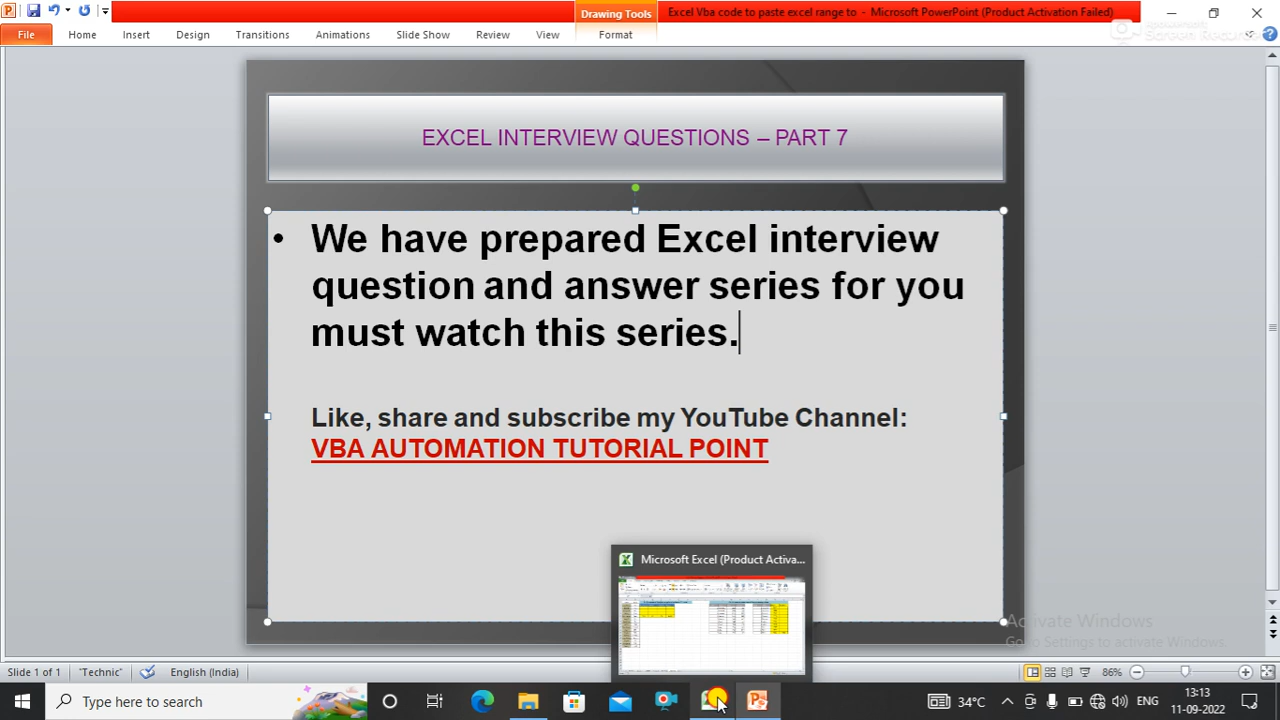 Excel Vba code to paste excel range to - Microsoft PowerPoint (Product Activation Failed)
Drawing Tools
File Home Insert Design Transitions Animations Slide Show Review View Format
EXCEL INTERVIEW QUESTIONS – PART 7
• We have prepared Excel interview
question and answer series for you
must watch this series.
Like, share and subscribe my YouTube Channel:
VBA AUTOMATION TUTORIAL POINT
Microsoft Excel (Product Activa...
Activate Windows
Go to Settings to activate Windows.
Slide 1 of 1 "Technic" English (India) 86%
Type here to search
34°C ENG
13:13
11-09-2022